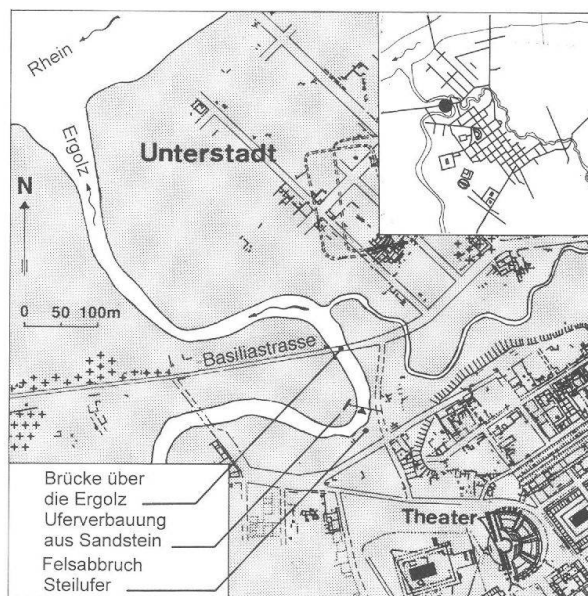 Rhein
Ergolz
Unterstadt
N
0 50 100m
Basiliastrasse
Brücke über
die Ergolz
Uferverbauung
aus Sandstein
Felsabbruch
Steilufer
Theater